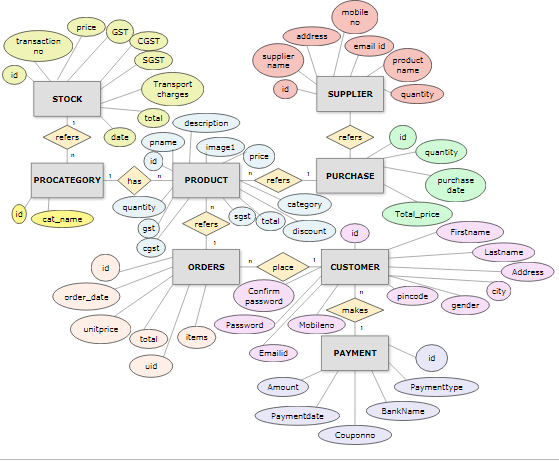 mobile
no
price
GST
address
transaction
no
CGST
email id
supplier
name
SGST
product
name
id
STOCK
Transport
charges
id
SUPPLIER
quantity
total
1
description
date
refers
refers
id
n
pname
image1
quantity
id
price
PROCATEGORY
1
has
n
PRODUCT
n
refers
1
PURCHASE
purchase
date
quantity
category
id
cat_name
gst
refers
sgst
total
Total_price
discount
cgst
1
id
Firstname
Lastname
id
ORDERS
n
place
1
CUSTOMER
Address
order_date
Confirm
password
n
pincode
city
gender
unitprice
Password
Mobileno
makes
total
items
1
uid
Emailid
PAYMENT
id
Amount
Paymenttype
Paymentdate
BankName
Couponno